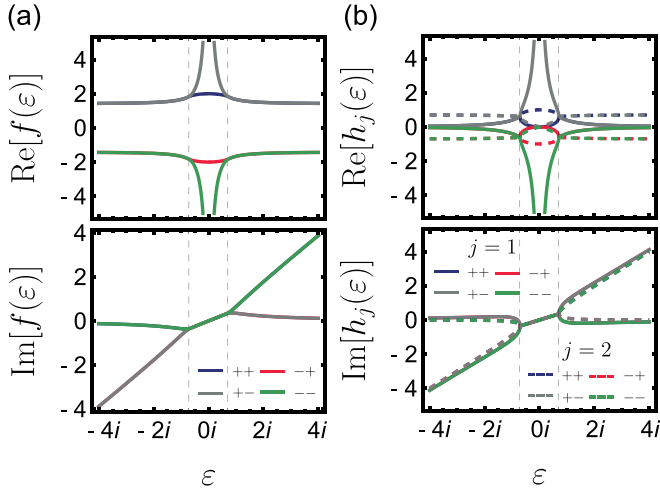 (a)
Re[f(ε)]
4
2
0
- 2
- 4
Im[f(ε)]
4
2
0
- 2
- 4
++ -+
+- --
- 4i - 2i 0i 2i 4i
ε
(b)
Re[h_j(ε)]
4
2
0
- 2
- 4
Im[h_j(ε)]
4
2
0
- 2
- 4
j = 1
++ -+
+- --
j = 2
++ -+
+- --
- 4i - 2i 0i 2i 4i
ε